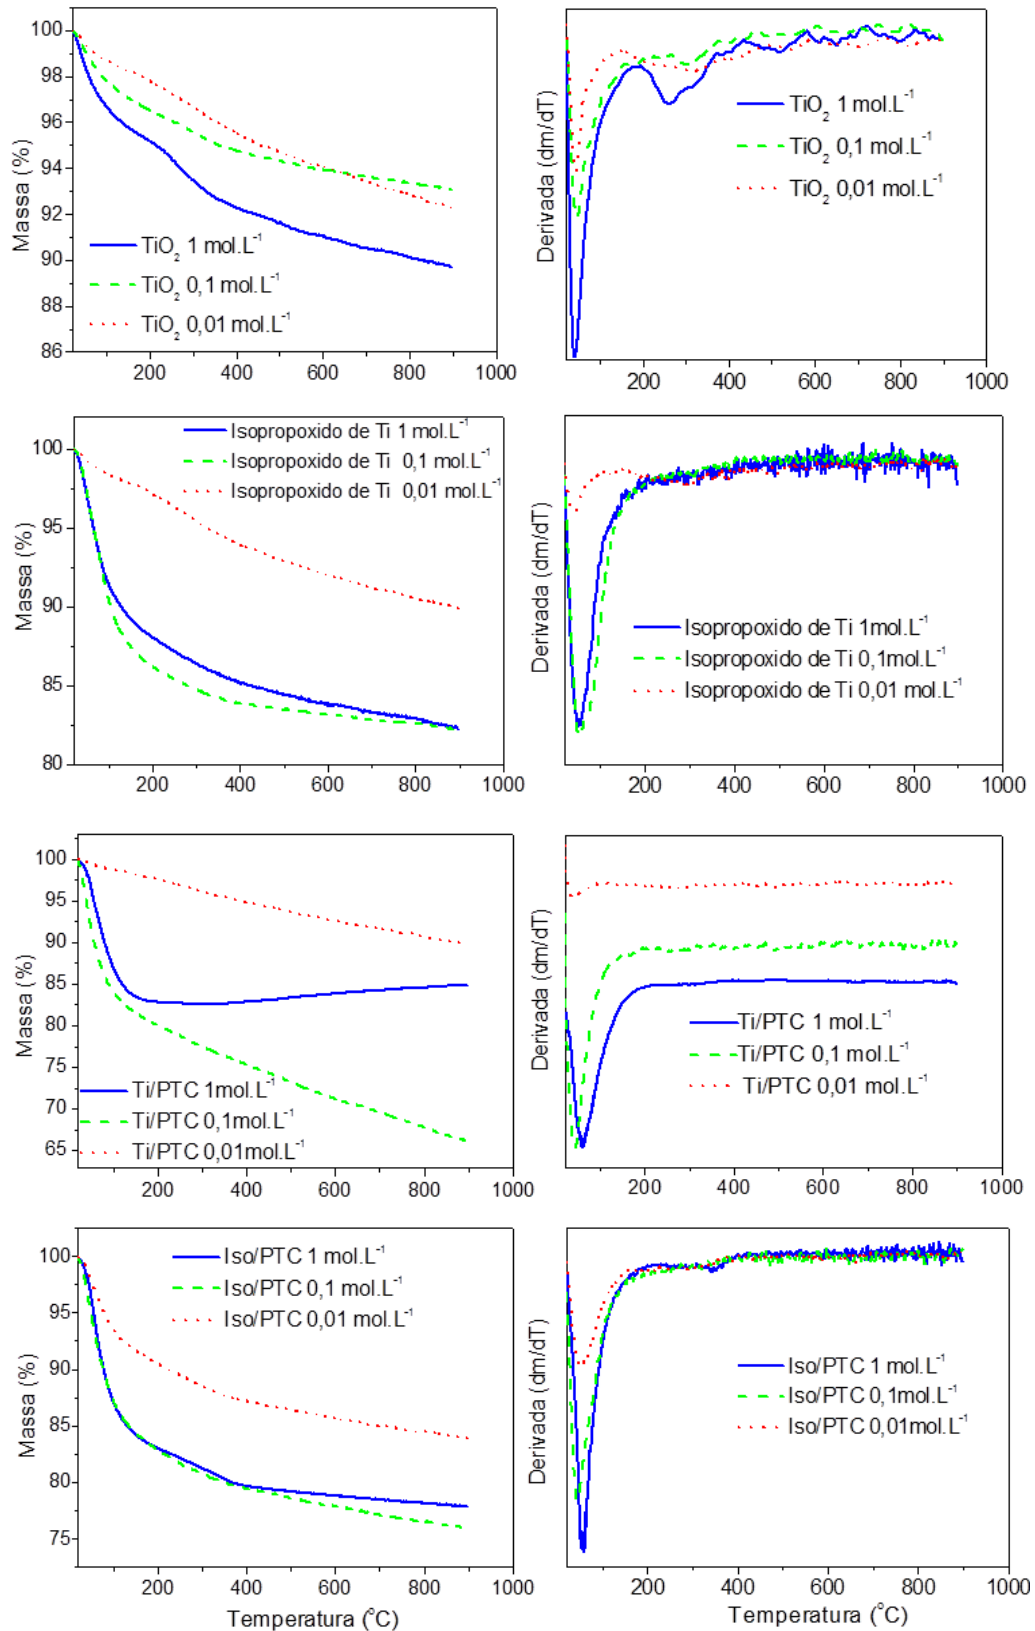 100
98
96
94
92
90
88
86
Massa (%)
TiO₂ 1 mol.L⁻¹
TiO₂ 0,1 mol.L⁻¹
TiO₂ 0,01 mol.L⁻¹
200 400 600 800 1000
Derivada (dm/dT)
TiO₂ 1 mol.L⁻¹
TiO₂ 0,1 mol.L⁻¹
TiO₂ 0,01 mol.L⁻¹
200 400 600 800 1000
100
95
90
85
80
Massa (%)
Isopropoxido de Ti 1 mol.L⁻¹
Isopropoxido de Ti 0,1 mol.L⁻¹
Isopropoxido de Ti 0,01 mol.L⁻¹
200 400 600 800 1000
Derivada (dm/dT)
Isopropoxido de Ti 1mol.L⁻¹
Isopropoxido de Ti 0,1mol.L⁻¹
Isopropoxido de Ti 0,01 mol.L⁻¹
200 400 600 800 1000
100
95
90
85
80
75
70
65
Massa (%)
Ti/PTC 1mol.L⁻¹
Ti/PTC 0,1mol.L⁻¹
Ti/PTC 0,01mol.L⁻¹
200 400 600 800 1000
Derivada (dm/dT)
Ti/PTC 1 mol.L⁻¹
Ti/PTC 0,1 mol.L⁻¹
Ti/PTC 0,01 mol.L⁻¹
200 400 600 800 1000
100
95
90
85
80
75
Massa (%)
Iso/PTC 1 mol.L⁻¹
Iso/PTC 0,1 mol.L⁻¹
Iso/PTC 0,01 mol.L⁻¹
200 400 600 800 1000
Temperatura (°C)
Derivada (dm/dT)
Iso/PTC 1 mol.L⁻¹
Iso/PTC 0,1mol.L⁻¹
Iso/PTC 0,01mol.L⁻¹
200 400 600 800 1000
Temperatura (°C)